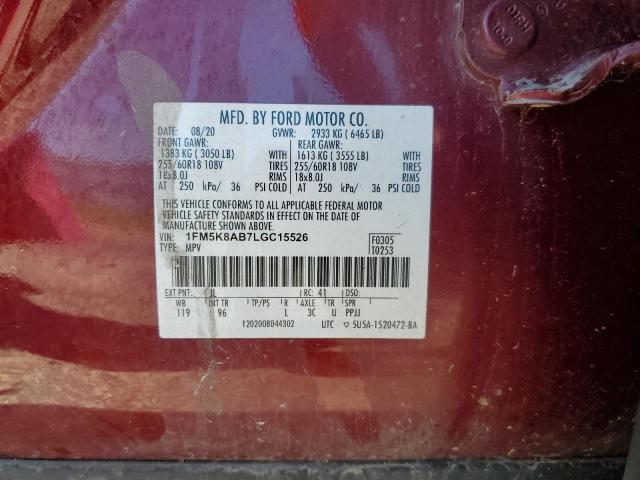 MFD. BY FORD MOTOR CO.
DATE: 08/20 GVWR: 2933 KG ( 6465 LB)
FRONT GAWR: REAR GAWR:
1383 KG ( 3050 LB) WITH 1613 KG ( 3555 LB) WITH
255/60R18 108V TIRES 255/60R18 108V TIRES
18x8.0J RIMS 18x8.0J RIMS
AT 250 kPa/ 36 PSI COLD AT 250 kPa/ 36 PSI COLD
THIS VEHICLE CONFORMS TO ALL APPLICABLE FEDERAL MOTOR
VEHICLE SAFETY STANDARDS IN EFFECT ON THE DATE OF
MANUFACTURE SHOWN ABOVE.
VIN: 1FM5K8AB7LGC15526 F0305
TYPE: MPV T0253
EXT PNT: JL RC: 41 DSO:
WB INT TR TP/PS R AXLE TR
119 96 L 3C U PPJJ
1202008044302 UTC 5U5A-1520472-BA